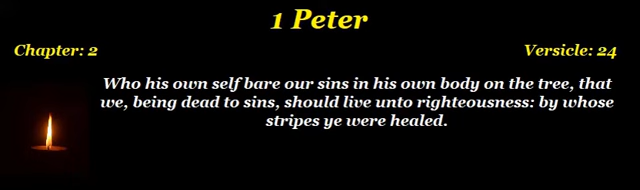 1 Peter
Chapter: 2 Versicle: 24
Who his own self bare our sins in his own body on the tree, that
we, being dead to sins, should live unto righteousness: by whose
stripes ye were healed.